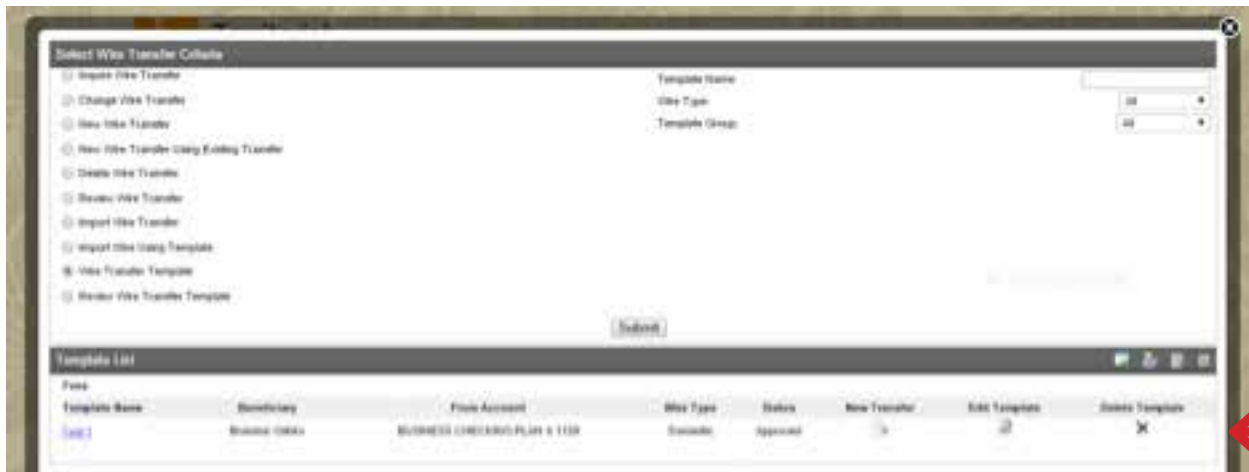 Select Wire Transfer Criteria
Inquire Wire Transfer
Change Wire Transfer
New Wire Transfer
New Wire Transfer Using Existing Transfer
Delete Wire Transfer
Review Wire Transfer
Import Wire Transfer
Import Wire Using Template
Wire Transfer Template
Review Wire Transfer Template
Template Name
Wire Type
All
Template Group
All
Submit
Template List
Template Name Beneficiary From Account Wire Type Status New Transfer Edit Template Delete Template
BUSINESS CHECKING PLAN Domestic Approved